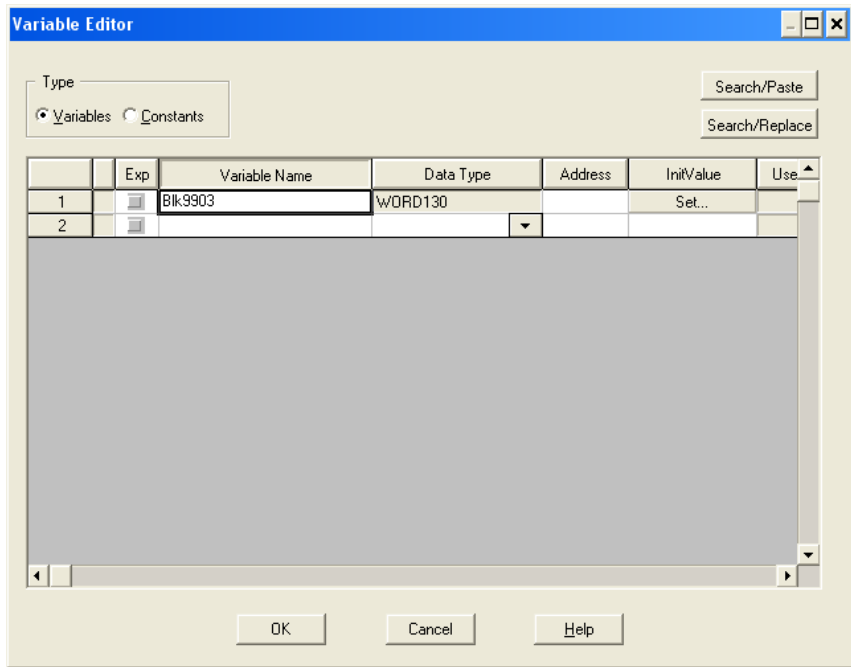 Variable Editor
Type
Variables Constants
Search/Paste
Search/Replace
Exp Variable Name Data Type Address InitValue Use
1 Blk9903 WORD130 Set...
2
OK Cancel Help